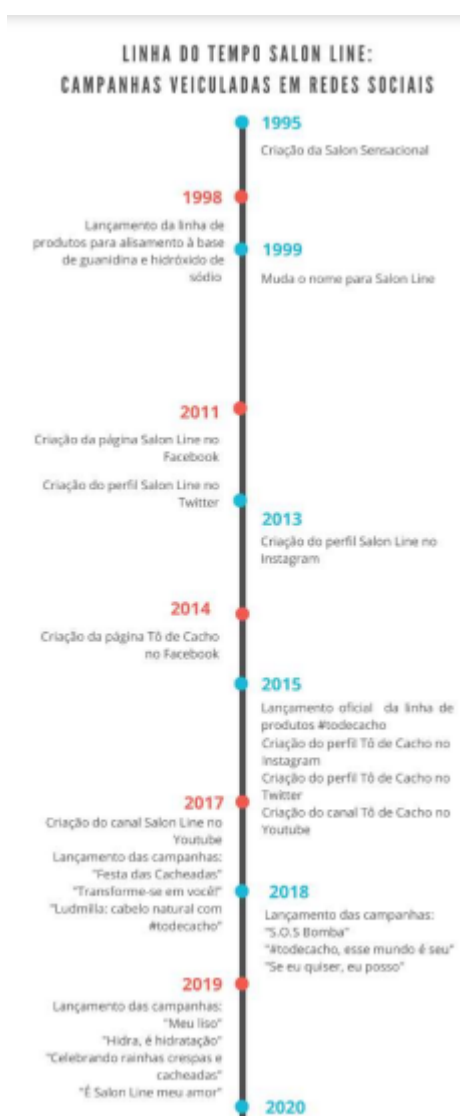 LINHA DO TEMPO SALON LINE:
CAMPANHAS VEICULADAS EM REDES SOCIAIS
1995
Criação da Salon Sensacional
1998
Lançamento da linha de
produtos para alisamento à base
de guanidina e hidróxido de
sódio
1999
Muda o nome para Salon Line
2011
Criação da página Salon Line no
Facebook
Criação do perfil Salon Line no
Twitter
2013
Criação do perfil Salon Line no
Instagram
2014
Criação da página Tô de Cacho
no Facebook
2015
Lançamento oficial da linha de
produtos #todecacho
Criação do perfil Tô de Cacho no
Instagram
Criação do perfil Tô de Cacho no
Twitter
Criação do canal Tô de Cacho no
Youtube
2017
Criação do canal Salon Line no
Youtube
Lançamento das campanhas:
"Festa das Cacheadas"
"Transforme-se em você!"
"Ludmilla: cabelo natural com
#todecacho"
2018
Lançamento das campanhas:
"S.O.S Bomba"
"#todecacho, esse mundo é seu"
"Se eu quiser, eu posso"
2019
Lançamento das campanhas:
"Meu liso"
"Hidra, é hidratação"
"Celebrando rainhas crespas e
cacheadas"
"É Salon Line meu amor"
2020